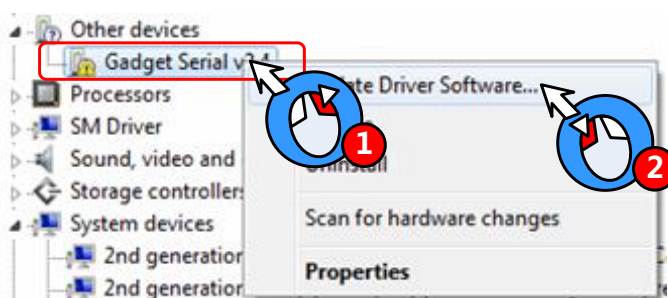 Other devices
Gadget Serial v2.4
Update Driver Software...
Processors
1
SM Driver
2
Sound, video and
Uninstall
Storage controllers
Scan for hardware changes
System devices
2nd generation
Properties
2nd generation